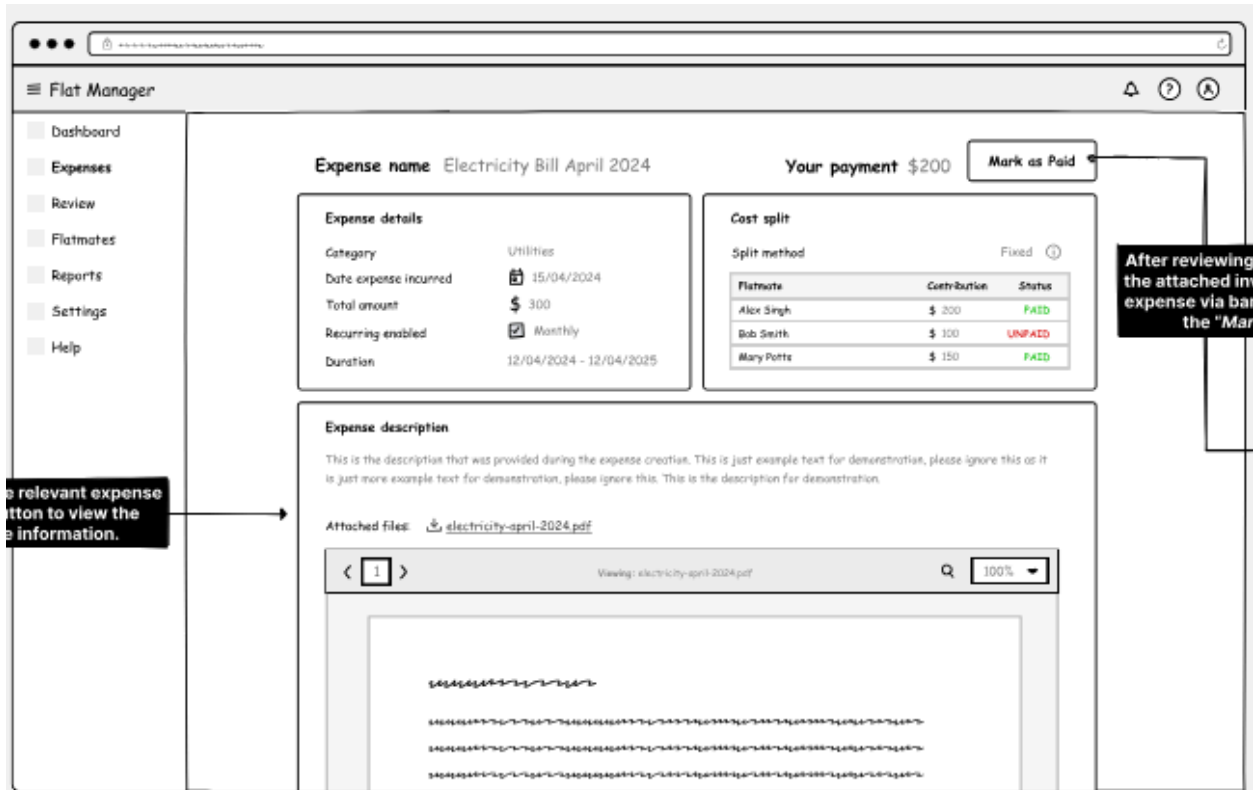 Flat Manager
Dashboard
Expenses
Review
Flatmates
Reports
Settings
Help
Expense name Electricity Bill April 2024
Your payment $200
Mark as Paid
Expense details
Category Utilities
Date expense incurred 15/04/2024
Total amount $ 300
Recurring enabled Monthly
Duration 12/04/2024 - 12/04/2025
Cost split
Split method Fixed
Flatmate Contribution Status
Alex Singh $ 200 PAID
Bob Smith $ 100 UNPAID
Mary Potts $ 150 PAID
After reviewing
the attached inv
expense via ban
the "Mar
Expense description
This is the description that was provided during the expense creation. This is just example text for demonstration, please ignore this as it
is just more example text for demonstration, please ignore this. This is the description for demonstration.
e relevant expense
tton to view the
e information.
Attached files: electricity-april-2024.pdf
1
Viewing: electricity-april-2024.pdf
100%